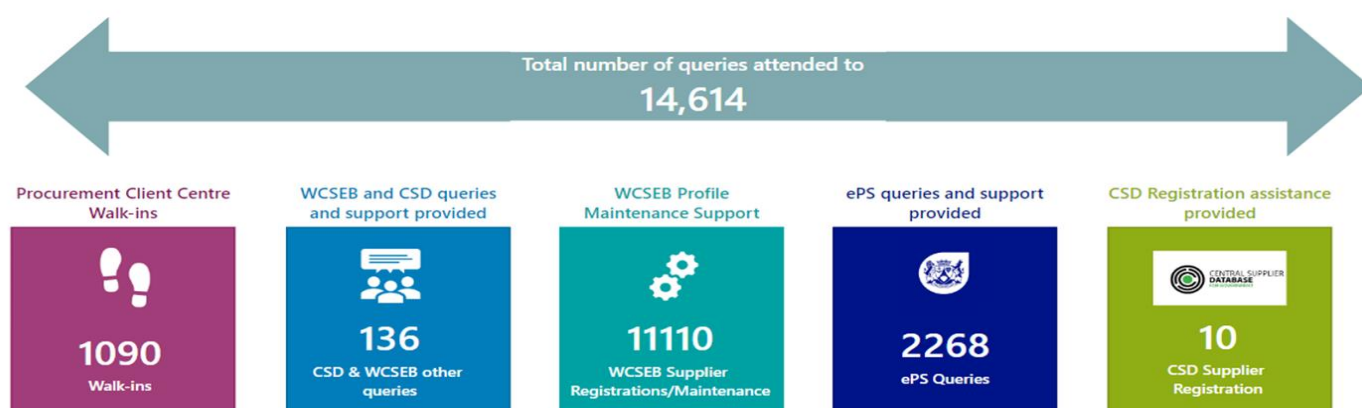 Total number of queries attended to
14,614
Procurement Client Centre
Walk-ins
1090
Walk-ins
WCSEB and CSD queries
and support provided
136
CSD & WCSEB other
queries
WCSEB Profile
Maintenance Support
11110
WCSEB Supplier
Registrations/Maintenance
ePS queries and support
provided
2268
ePS Queries
CSD Registration assistance
provided
CENTRAL SUPPLIER
DATABASE
FOR GOVERNMENT
10
CSD Supplier
Registration